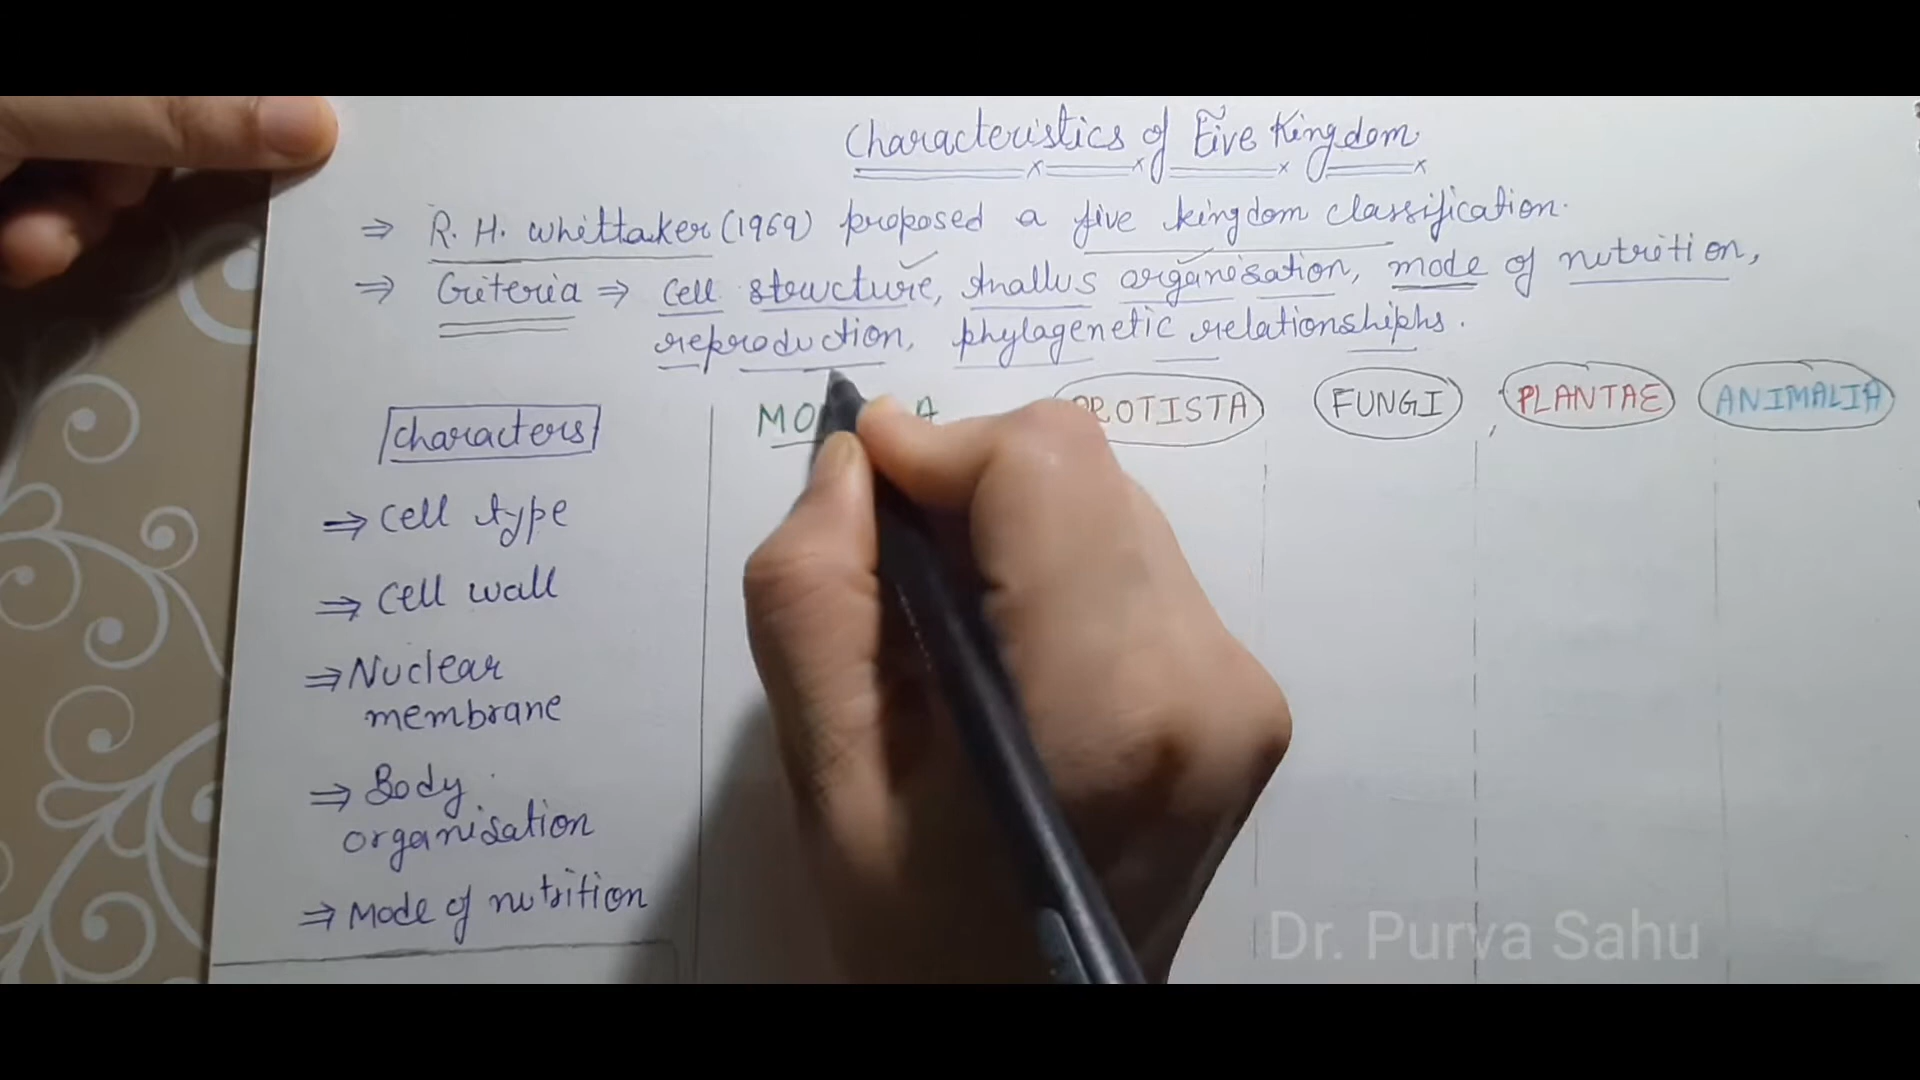 Characteristics of Five Kingdom
⇒ R. H. Whittaker (1969) proposed a five kingdom classification.
⇒ Criteria ⇒ Cell structure, thallus organisation, mode of nutrition,
reproduction, phylagenetic relationships.
Characters
PROTISTA FUNGI PLANTAE ANIMALIA
⇒ Cell type
⇒ Cell wall
⇒ Nuclear
membrane
⇒ Body
organisation
⇒ Mode of nutrition
Dr. Purva Sahu